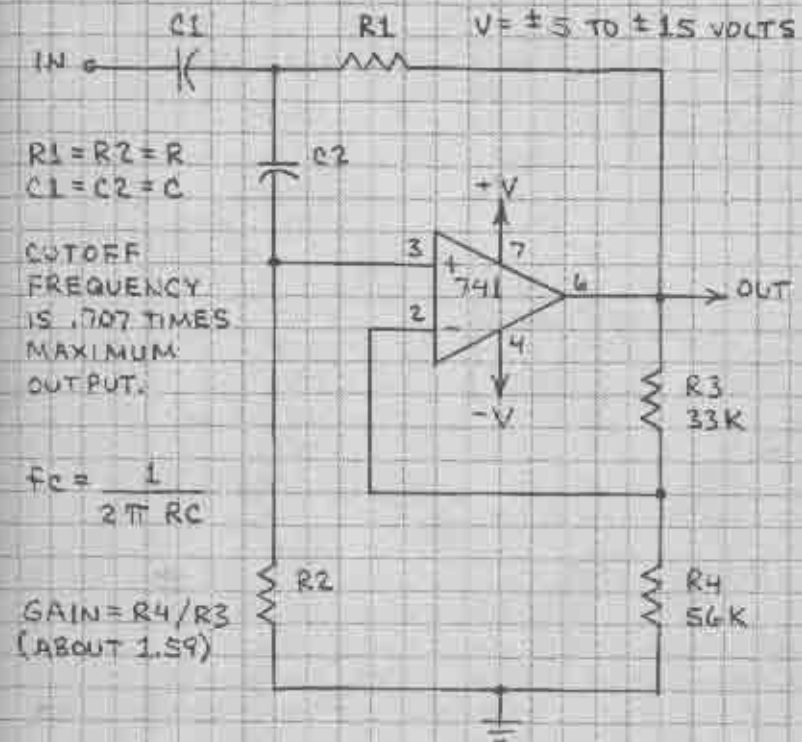 C1
R1
V = ± 5 TO ± 15 VOLTS
IN
R1 = R2 = R
C1 = C2 = C
C2
+V
CUTOFF
FREQUENCY
IS .707 TIMES
MAXIMUM
OUTPUT.
3
+
7
741
6
OUT
2
-
4
-V
R3
33K
fc = 1 / 2 π RC
R2
R4
56K
GAIN = R4/R3
(ABOUT 1.59)